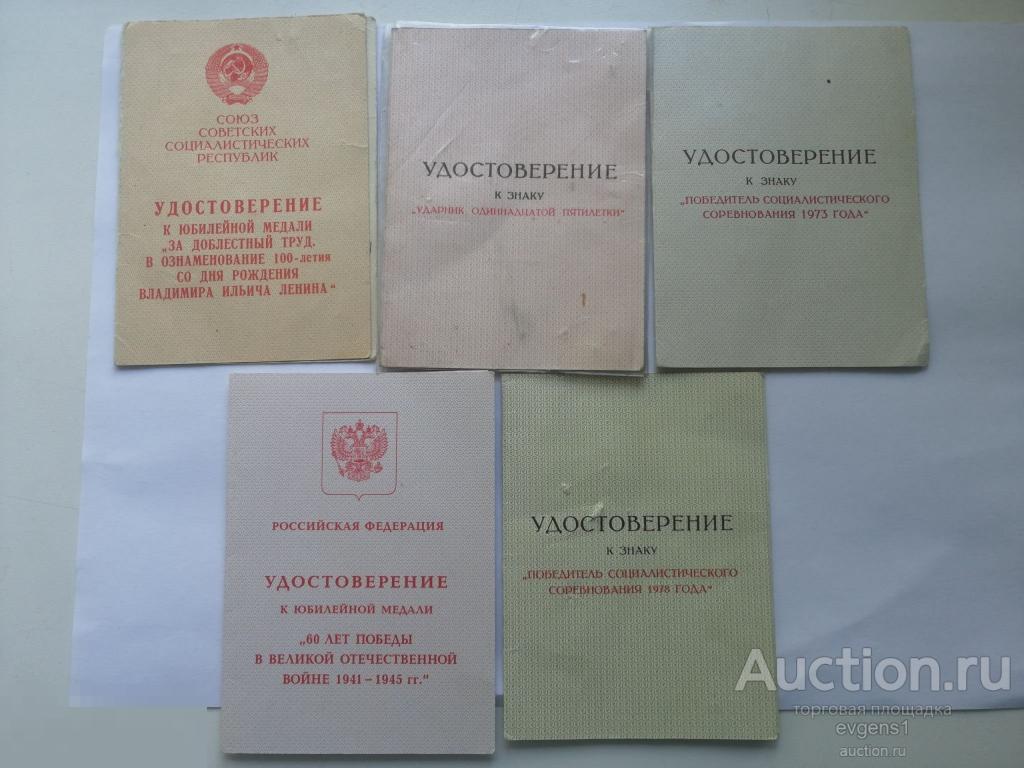 СОЮЗ
СОВЕТСКИХ
СОЦИАЛИСТИЧЕСКИХ
РЕСПУБЛИК
УДОСТОВЕРЕНИЕ
К ЮБИЛЕЙНОЙ МЕДАЛИ
„ЗА ДОБЛЕСТНЫЙ ТРУД.
В ОЗНАМЕНОВАНИЕ 100-летия
СО ДНЯ РОЖДЕНИЯ
ВЛАДИМИРА ИЛЬИЧА ЛЕНИНА“
УДОСТОВЕРЕНИЕ
К ЗНАКУ
„УДАРНИК ОДИННАДЦАТОЙ ПЯТИЛЕТКИ“
УДОСТОВЕРЕНИЕ
К ЗНАКУ
„ПОБЕДИТЕЛЬ СОЦИАЛИСТИЧЕСКОГО
СОРЕВНОВАНИЯ 1973 ГОДА“
РОССИЙСКАЯ ФЕДЕРАЦИЯ
УДОСТОВЕРЕНИЕ
К ЮБИЛЕЙНОЙ МЕДАЛИ
„60 ЛЕТ ПОБЕДЫ
В ВЕЛИКОЙ ОТЕЧЕСТВЕННОЙ
ВОЙНЕ 1941 – 1945 гг.“
УДОСТОВЕРЕНИЕ
К ЗНАКУ
„ПОБЕДИТЕЛЬ СОЦИАЛИСТИЧЕСКОГО
СОРЕВНОВАНИЯ 1978 ГОДА“
Auction.ru
торговая площадка
evgens1
auction.ru